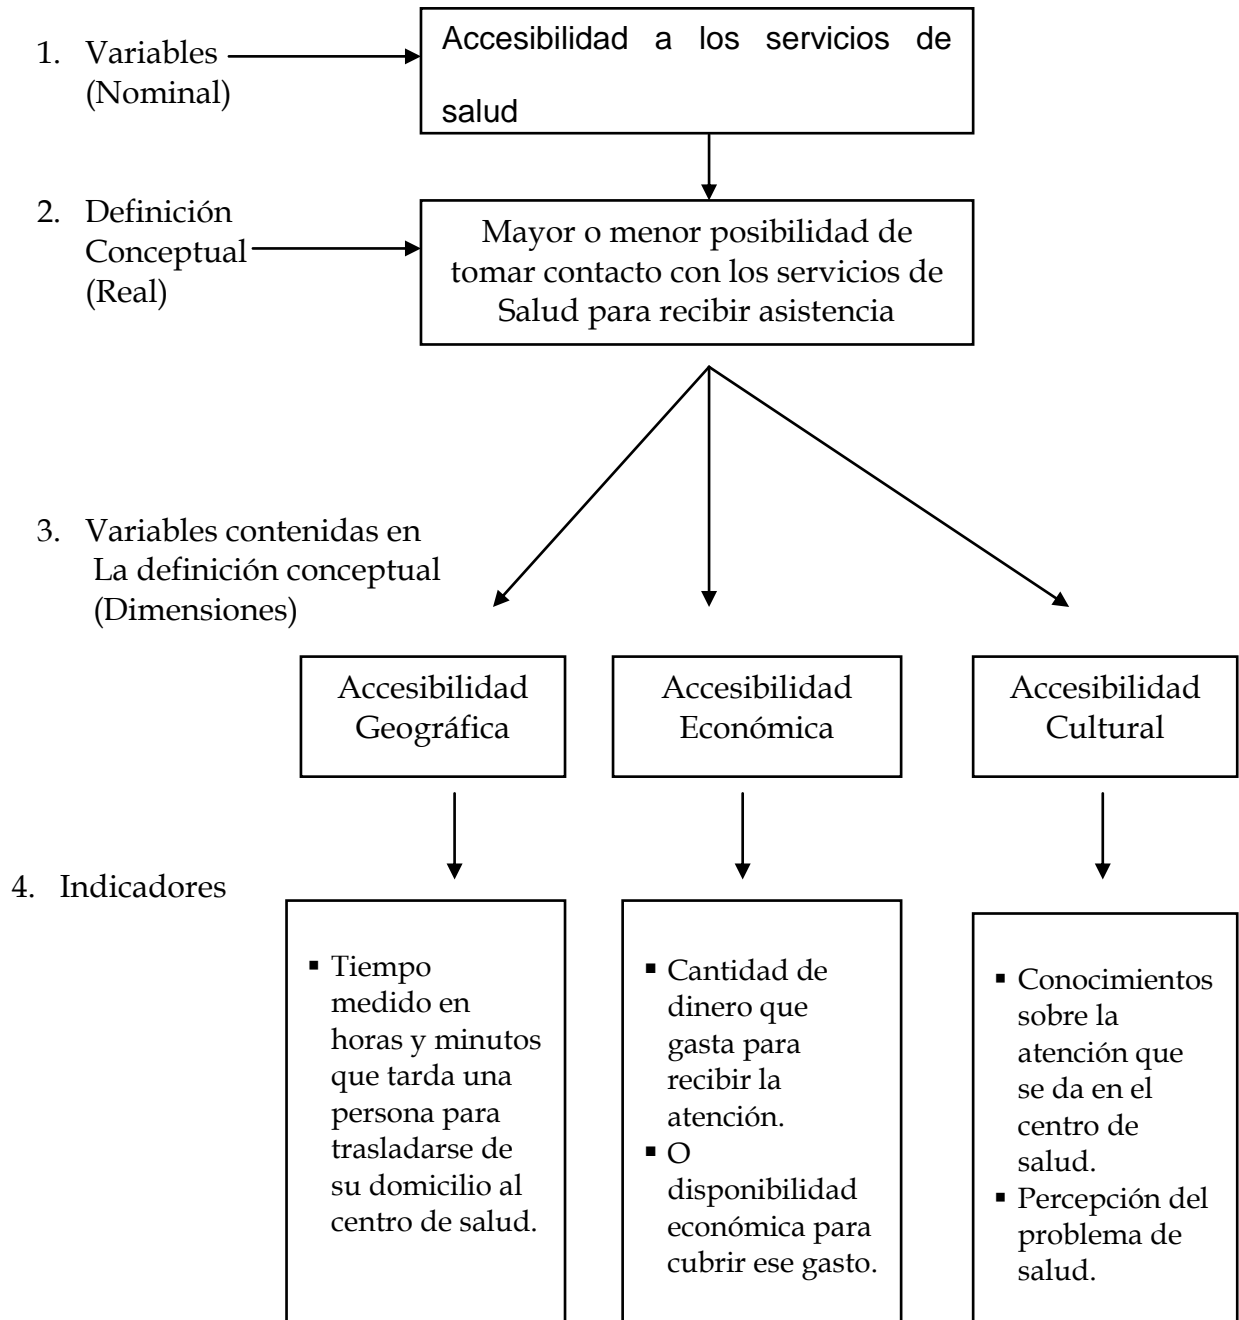 1. Variables
(Nominal)
Accesibilidad a los servicios de
salud
2. Definición
Conceptual
(Real)
Mayor o menor posibilidad de
tomar contacto con los servicios de
Salud para recibir asistencia
3. Variables contenidas en
La definición conceptual
(Dimensiones)
Accesibilidad
Geográfica
Accesibilidad
Económica
Accesibilidad
Cultural
4. Indicadores
▪ Tiempo
medido en
horas y minutos
que tarda una
persona para
trasladarse de
su domicilio al
centro de salud.
▪ Cantidad de
dinero que
gasta para
recibir la
atención.
▪ O
disponibilidad
económica para
cubrir ese gasto.
▪ Conocimientos
sobre la
atención que
se da en el
centro de
salud.
▪ Percepción del
problema de
salud.